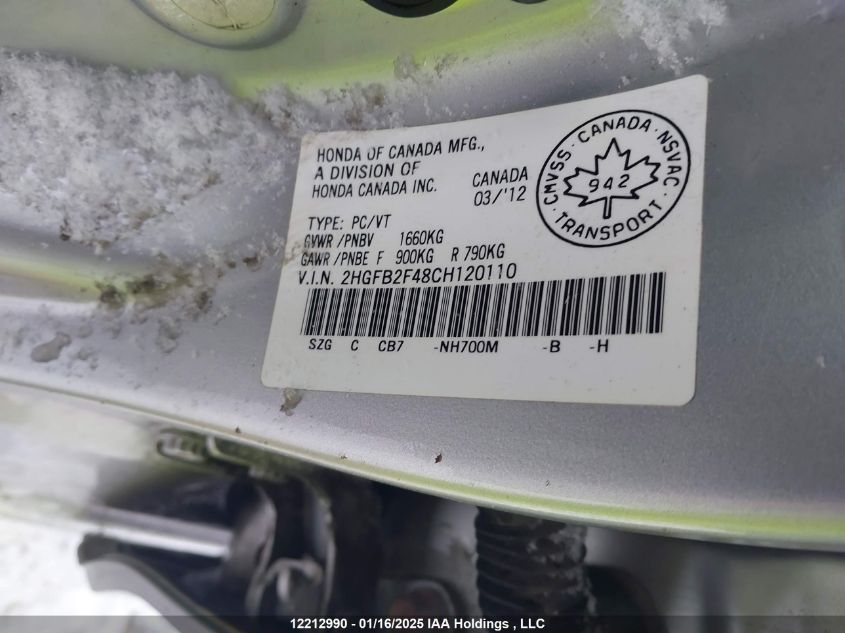 HONDA OF CANADA MFG.,
A DIVISION OF
HONDA CANADA INC.
CANADA
03/'12
CMVSS · CANADA · NSVAC · TRANSPORT ·
942
TYPE: PC/VT
GVWR /PNBV 1660KG
GAWR /PNBE F 900KG R 790KG
V.I.N. 2HGFB2F48CH120110
SZG C CB7 -NH700M -B -H
12212990 - 01/16/2025 IAA Holdings , LLC